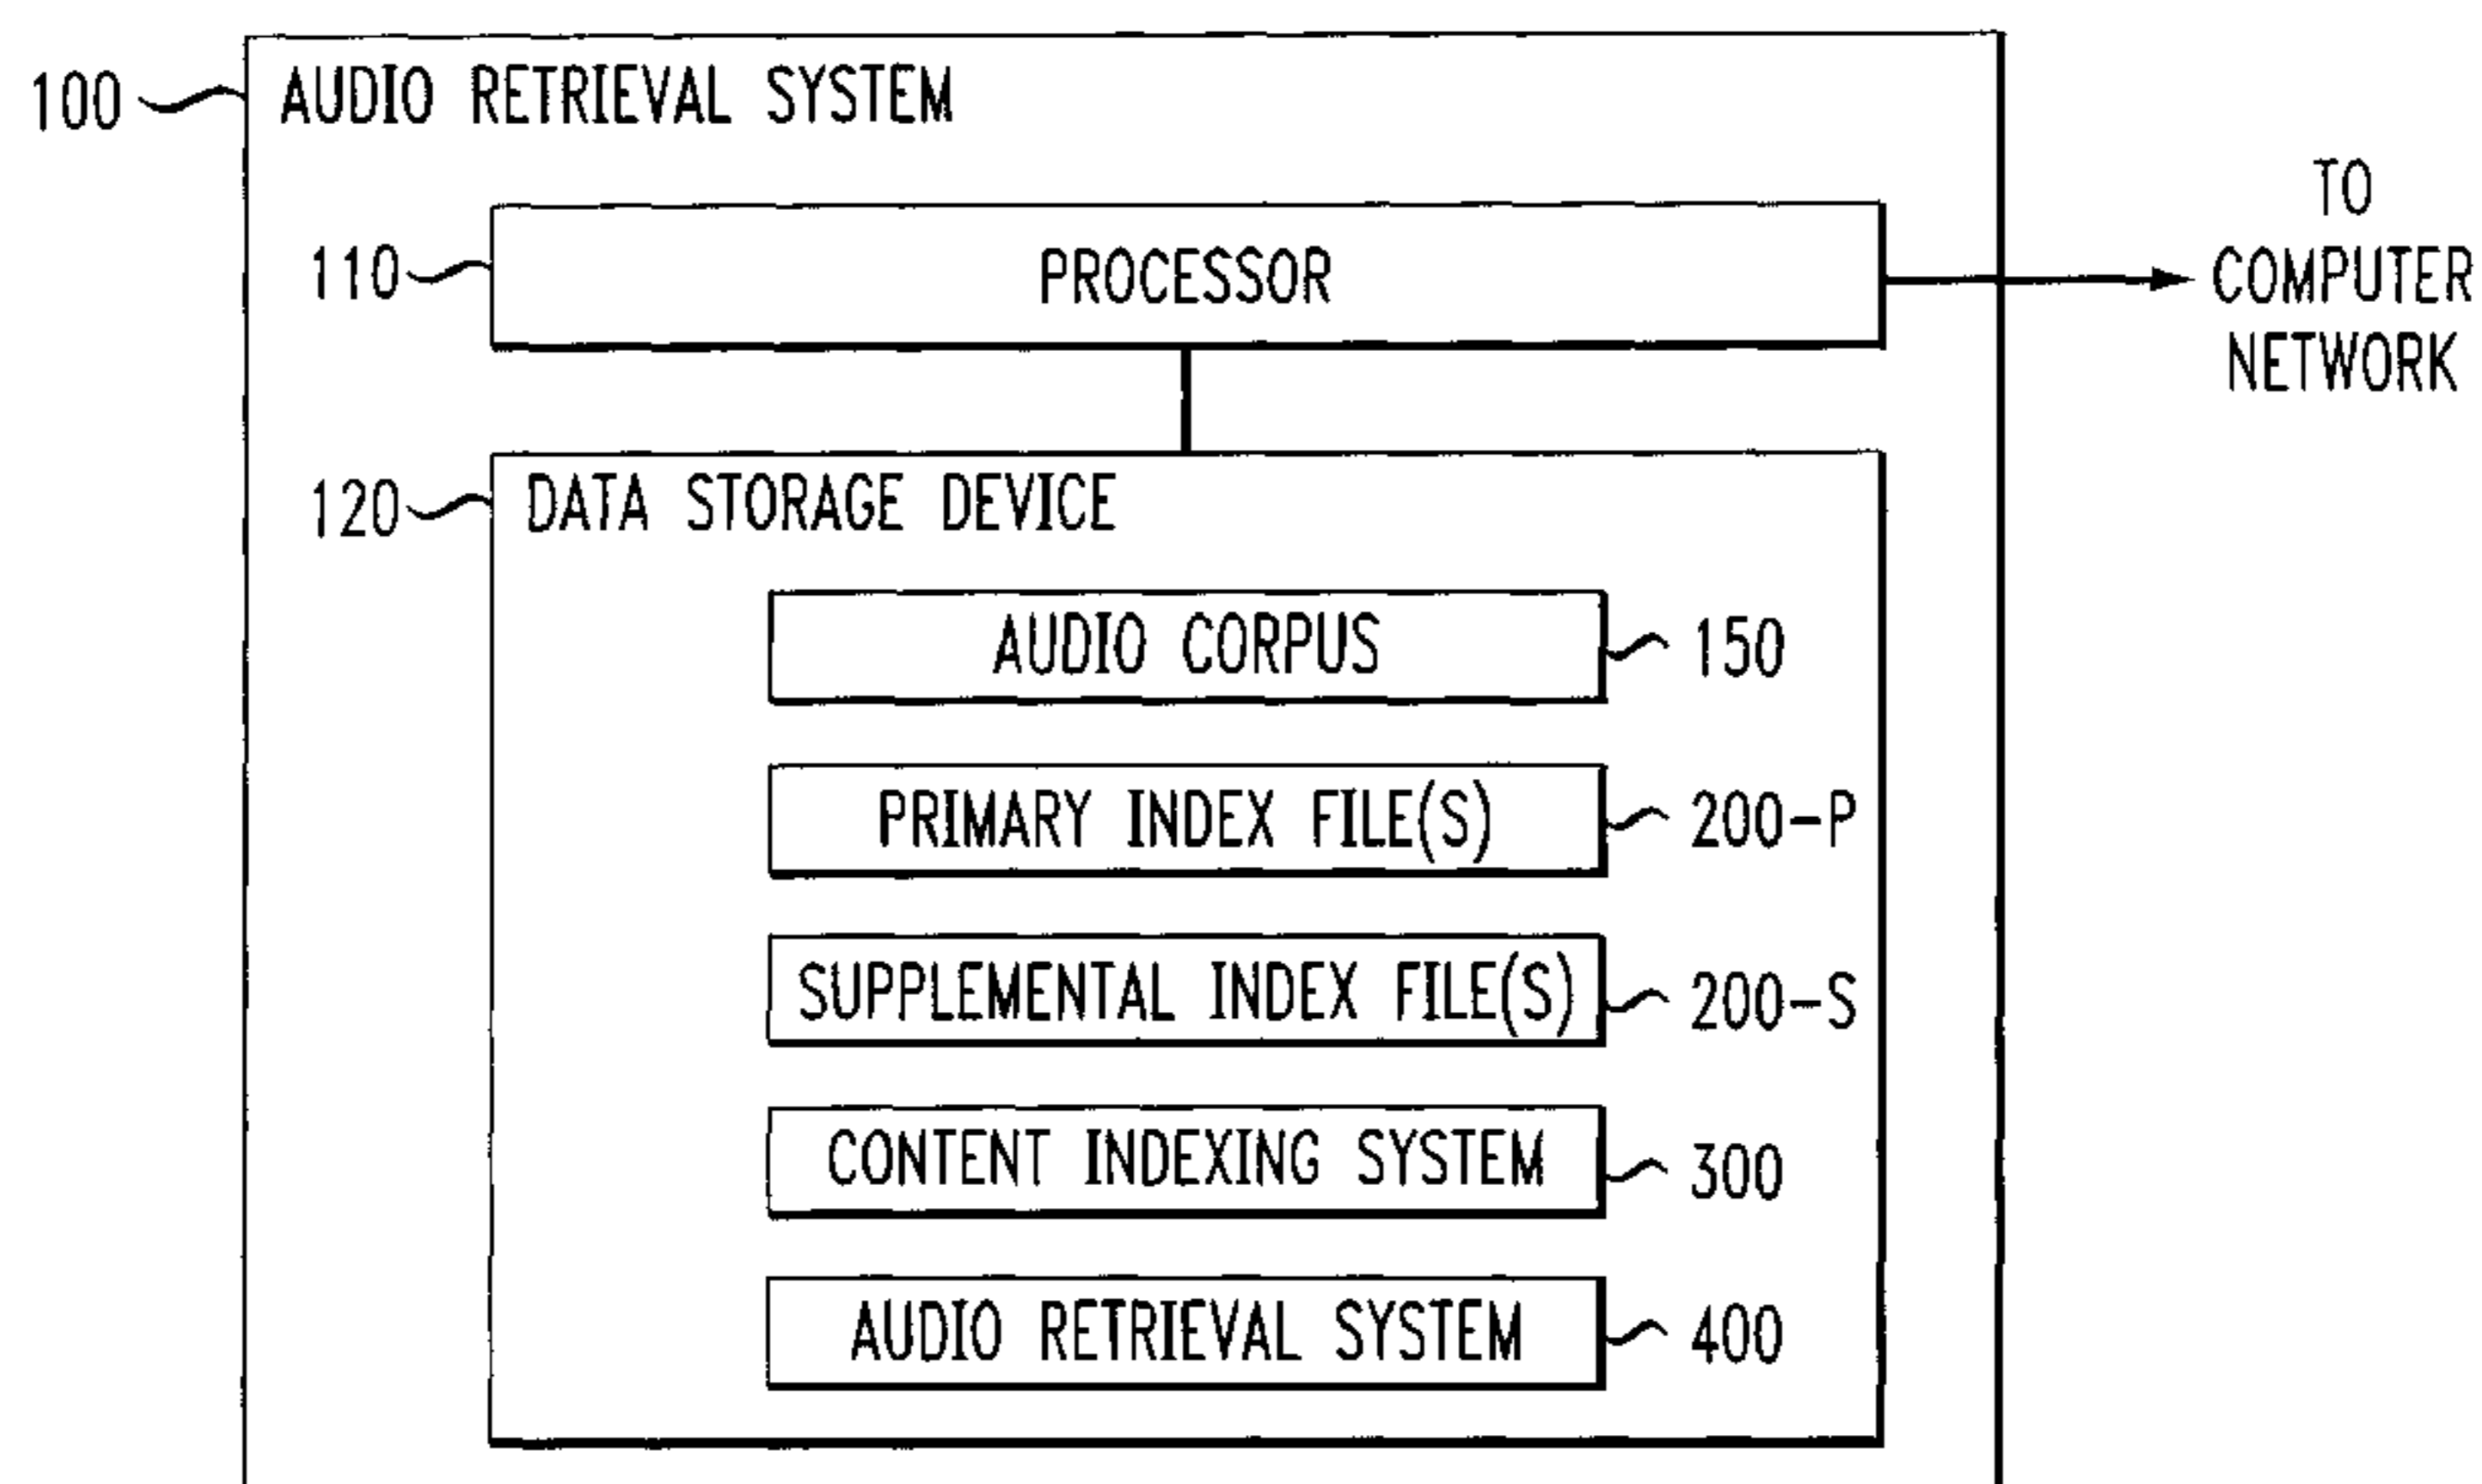 100 AUDIO RETRIEVAL SYSTEM
TO
COMPUTER
NETWORK
110 PROCESSOR
120 DATA STORAGE DEVICE
AUDIO CORPUS 150
PRIMARY INDEX FILE(S) 200-P
SUPPLEMENTAL INDEX FILE(S) 200-S
CONTENT INDEXING SYSTEM 300
AUDIO RETRIEVAL SYSTEM 400